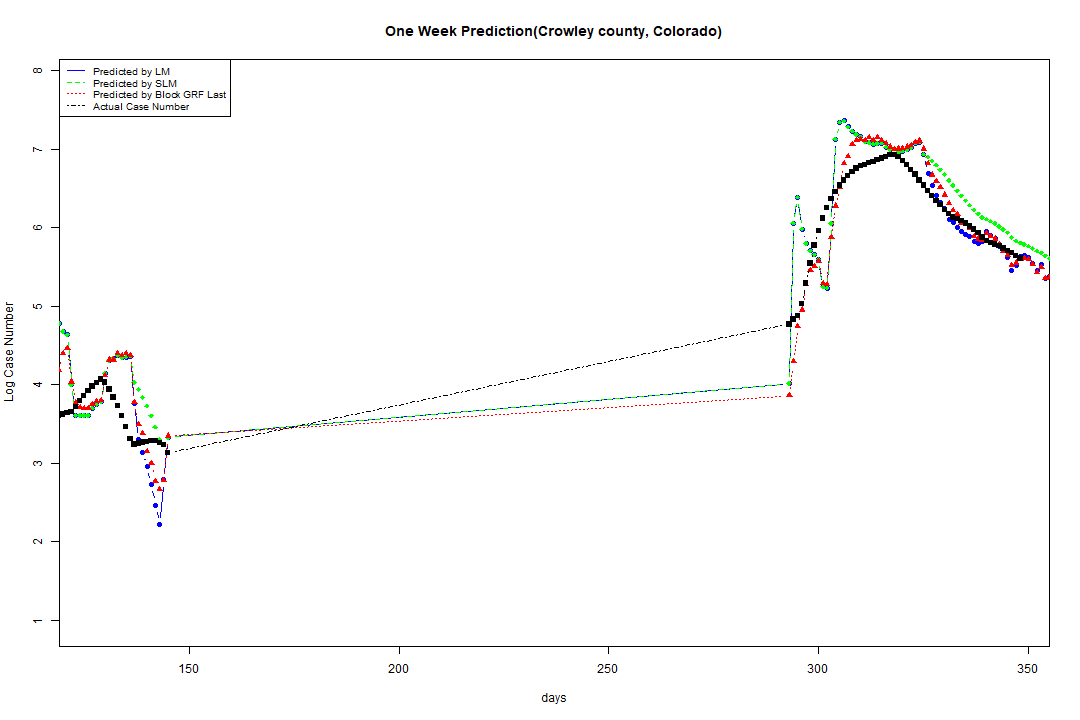 One Week Prediction(Crowley county, Colorado)
Predicted by LM
Predicted by SLM
Predicted by Block GRF Last
Actual Case Number
8
7
6
5
4
3
2
1
Log Case Number
150
200
250
300
350
days